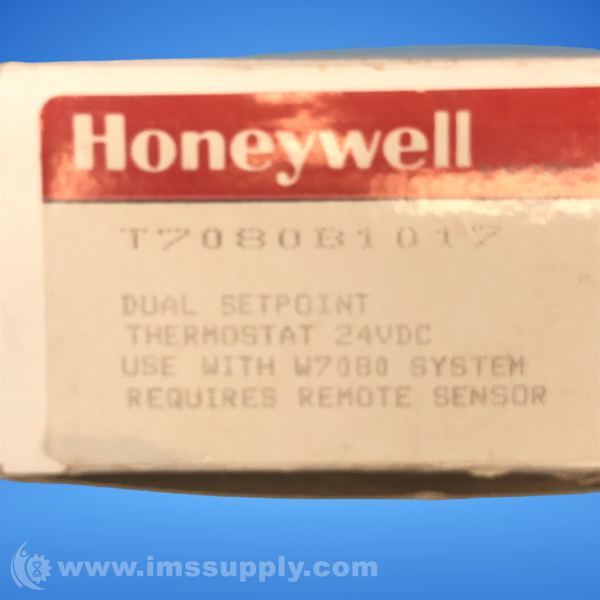 Honeywell
T7080B1017
DUAL SETPOINT
THERMOSTAT 24VDC
USE WITH W7080 SYSTEM
REQUIRES REMOTE SENSOR
www.imssupply.com